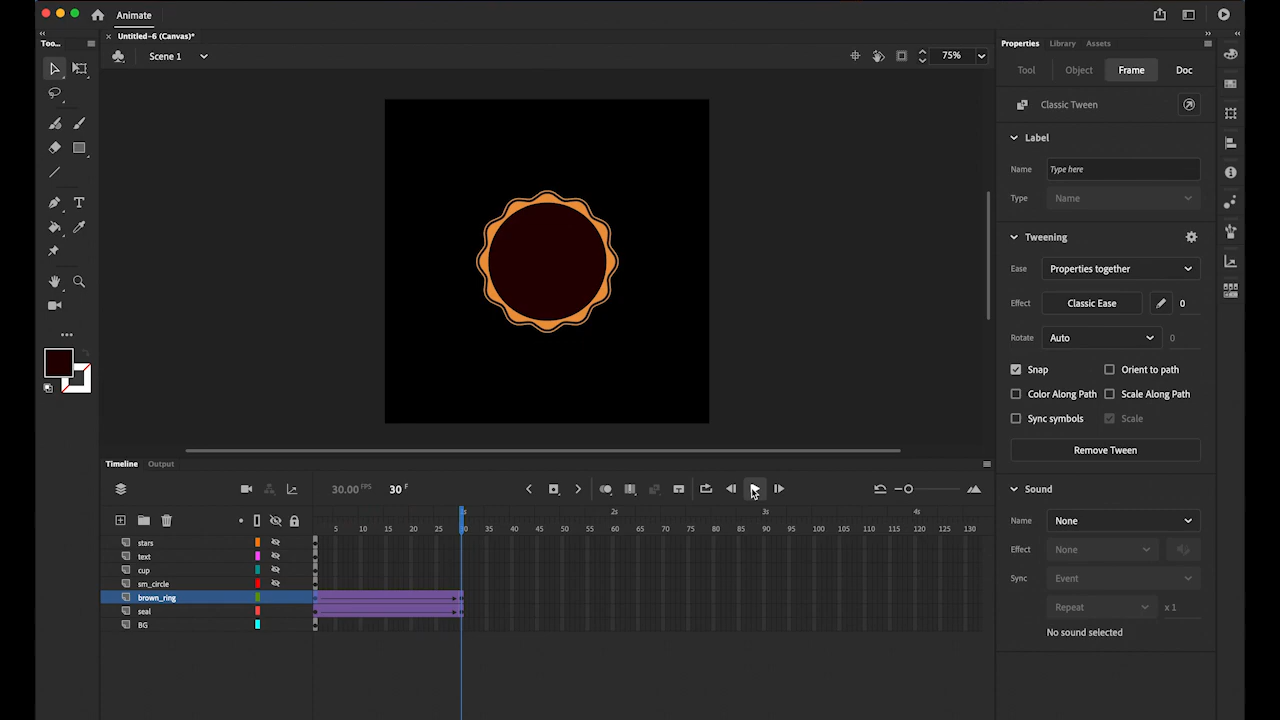 Animate
Untitled-6 (Canvas)*
Too...
Scene 1
75%
Properties Library Assets
Tool Object Frame Doc
Classic Tween
Label
Name Type here
Type Name
Tweening
Ease Properties together
Effect Classic Ease 0
Rotate Auto 0
Snap Orient to path
Color Along Path Scale Along Path
Sync symbols Scale
Remove Tween
Sound
Name None
Effect None
Sync Event
Repeat x 1
No sound selected
Timeline Output
30.00 FPS 30 F
2s 3s 4s
5 10 15 20 25 35 40 45 50 55 60 65 70 75 80 85 90 95 100 105 110 115 120 125 130
stars
text
cup
sm_circle
brown_ring
seal
BG